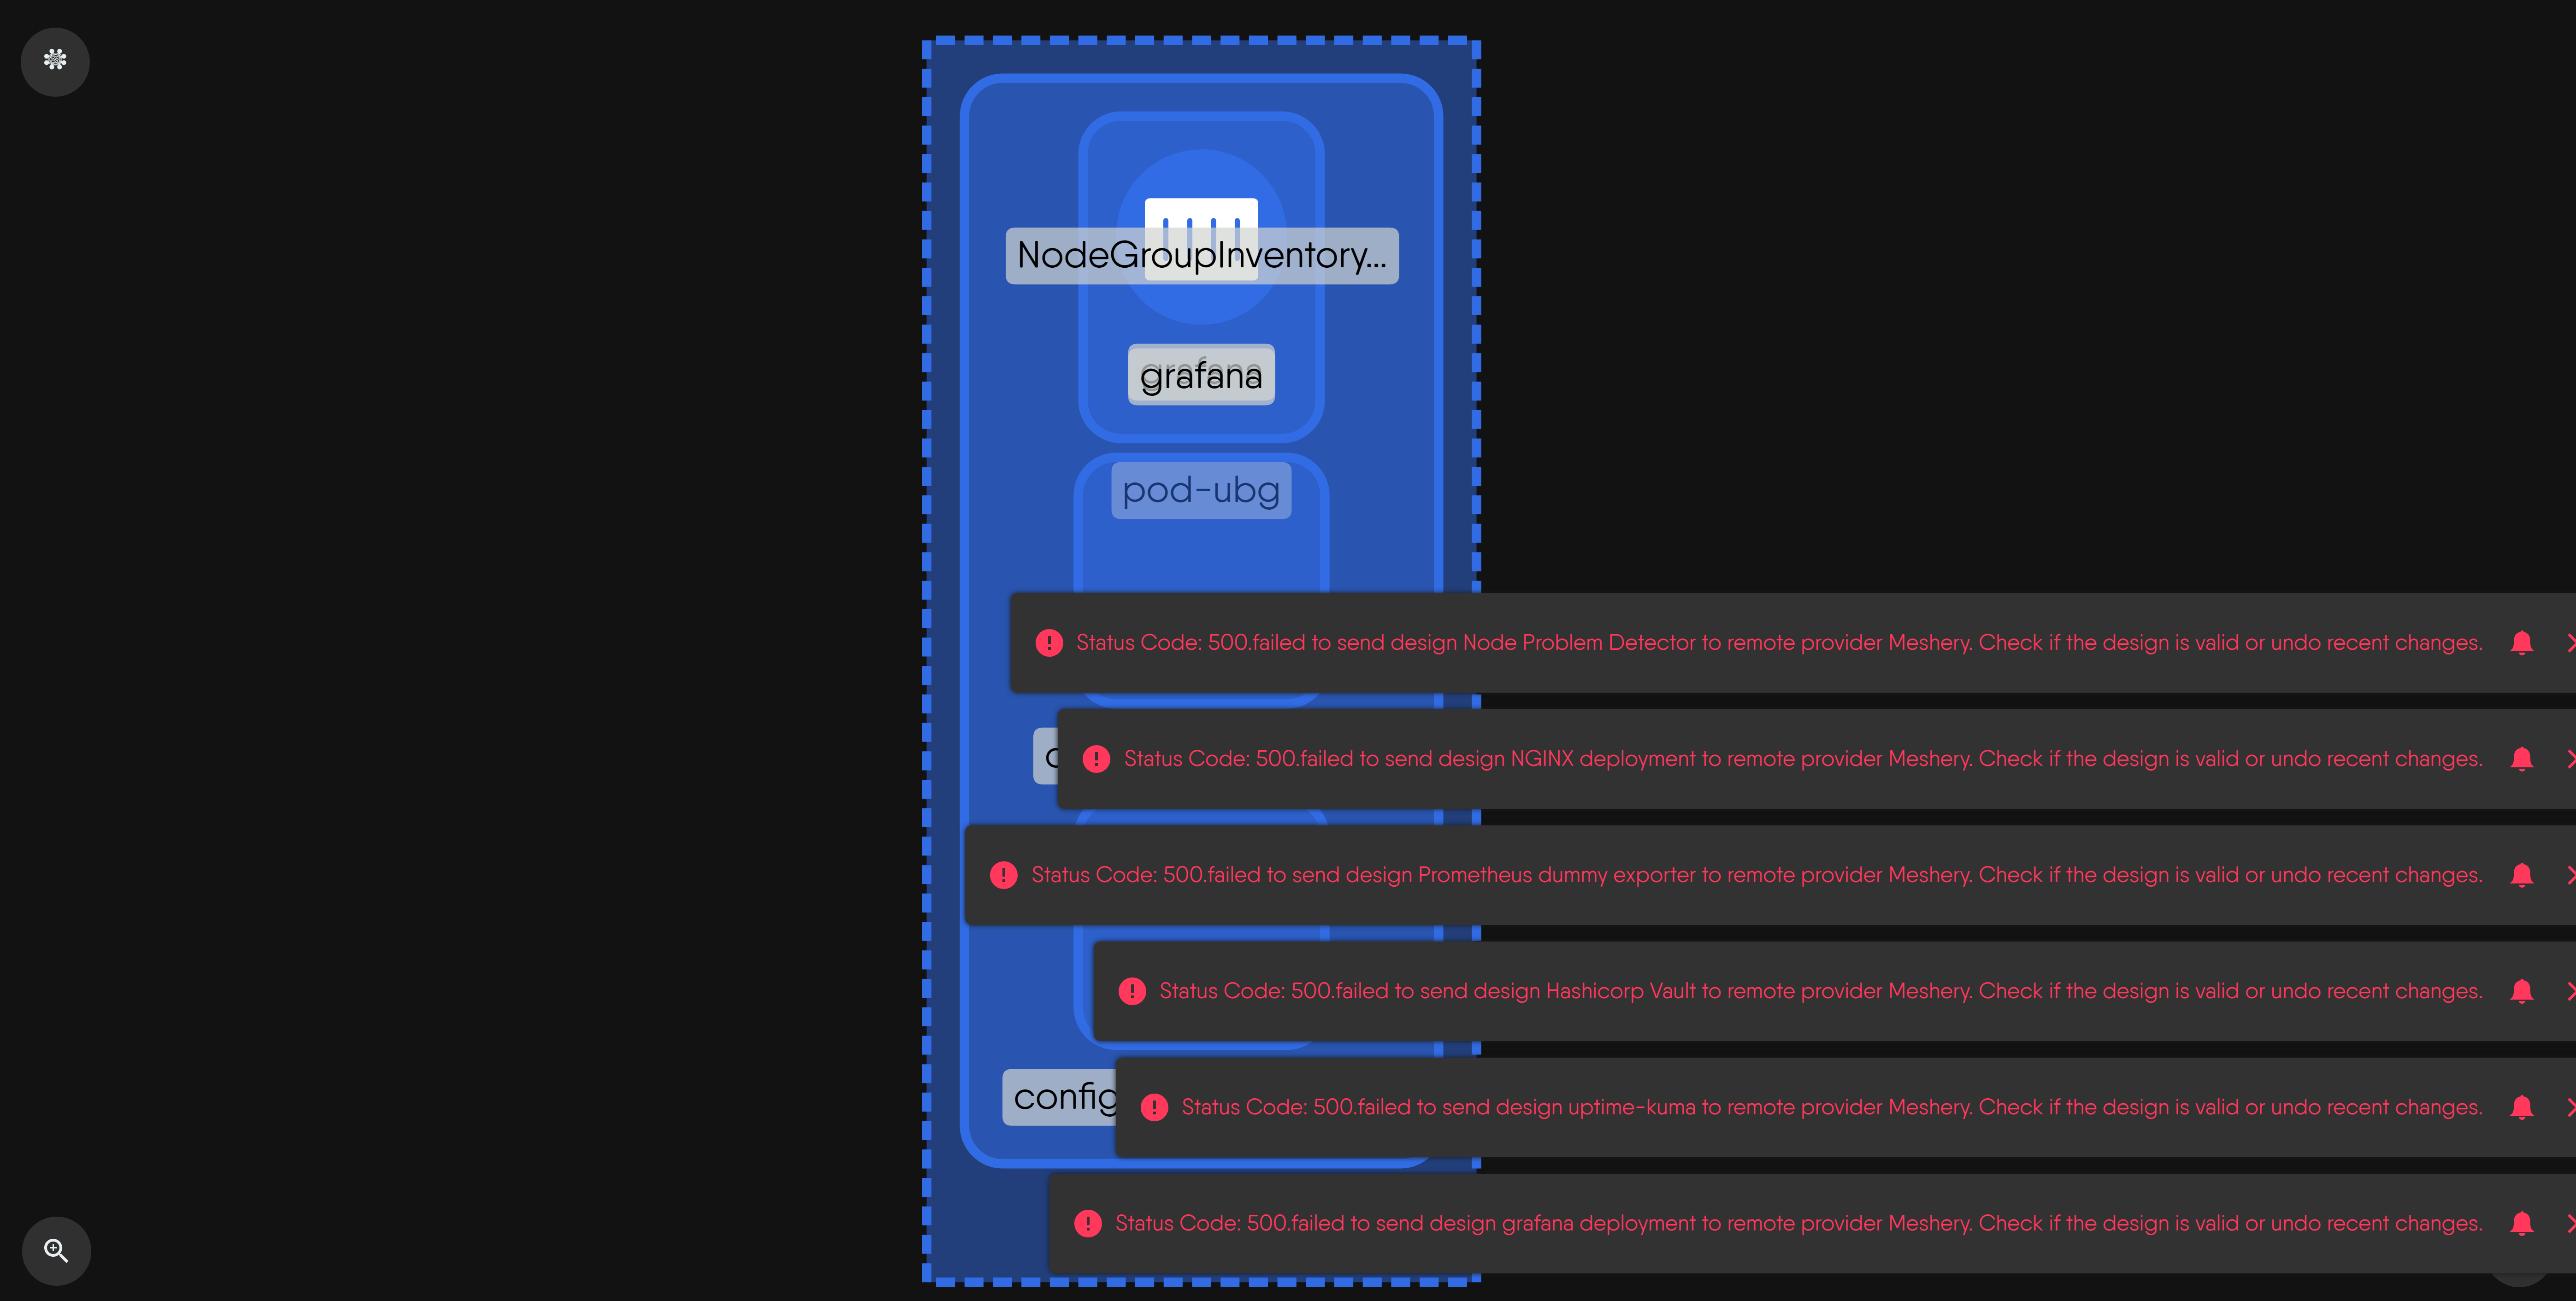 NodeGroupInventory...
grafana
pod-ubg
Status Code: 500.failed to send design Node Problem Detector to remote provider Meshery. Check if the design is valid or undo recent changes.
Status Code: 500.failed to send design NGINX deployment to remote provider Meshery. Check if the design is valid or undo recent changes.
Status Code: 500.failed to send design Prometheus dummy exporter to remote provider Meshery. Check if the design is valid or undo recent changes.
Status Code: 500.failed to send design Hashicorp Vault to remote provider Meshery. Check if the design is valid or undo recent changes.
config
Status Code: 500.failed to send design uptime-kuma to remote provider Meshery. Check if the design is valid or undo recent changes.
Status Code: 500.failed to send design grafana deployment to remote provider Meshery. Check if the design is valid or undo recent changes.